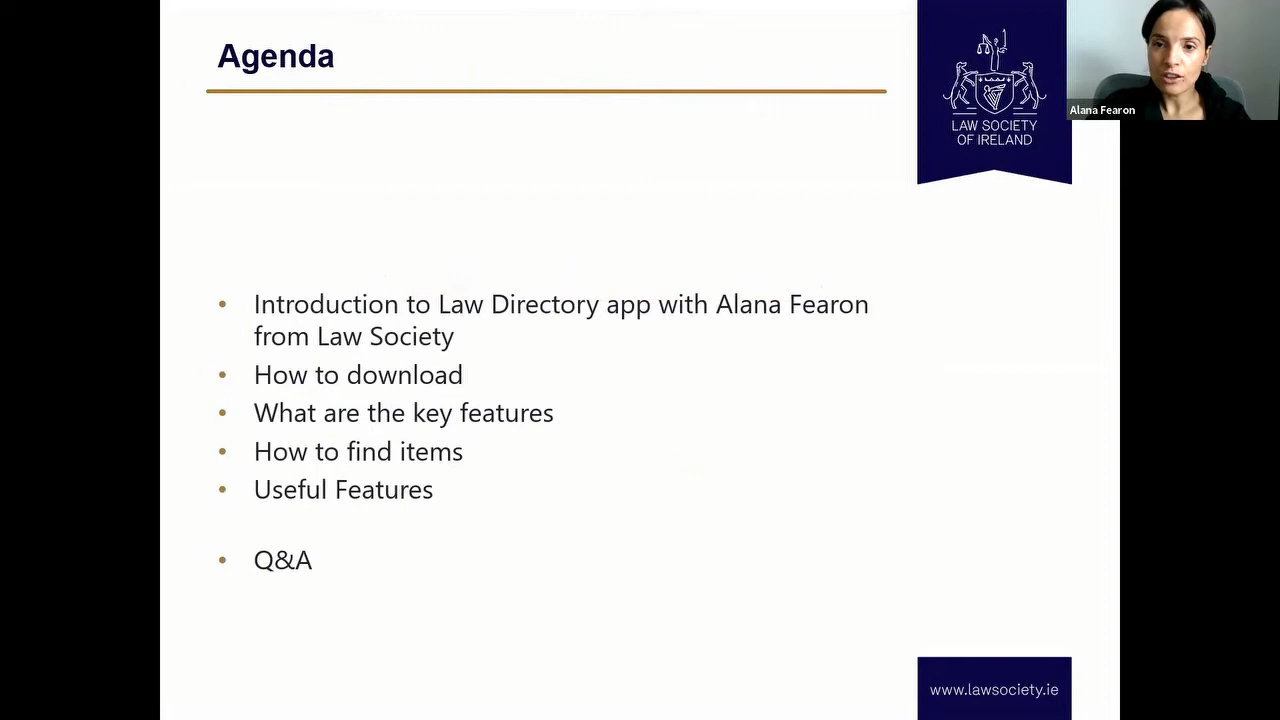 Agenda
LAW SOCIETY
OF IRELAND
Alana Fearon
• Introduction to Law Directory app with Alana Fearon
from Law Society
• How to download
• What are the key features
• How to find items
• Useful Features
• Q&A
www.lawsociety.ie